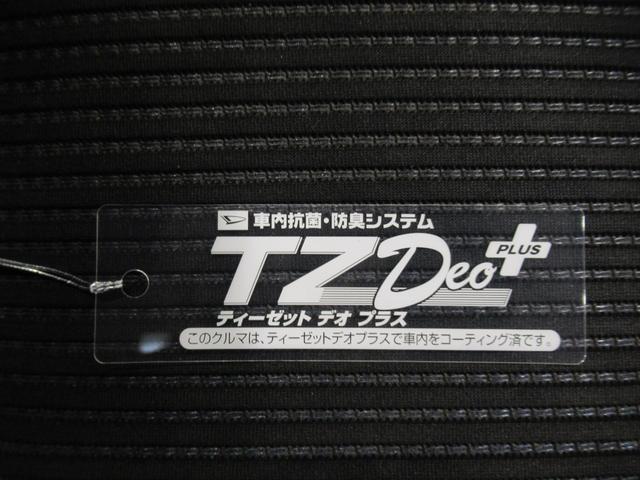 車内抗菌・防臭システム
TZ Deo PLUS
ティーゼット デオ プラス
このクルマは、ティーゼットデオプラスで車内をコーティング済です。